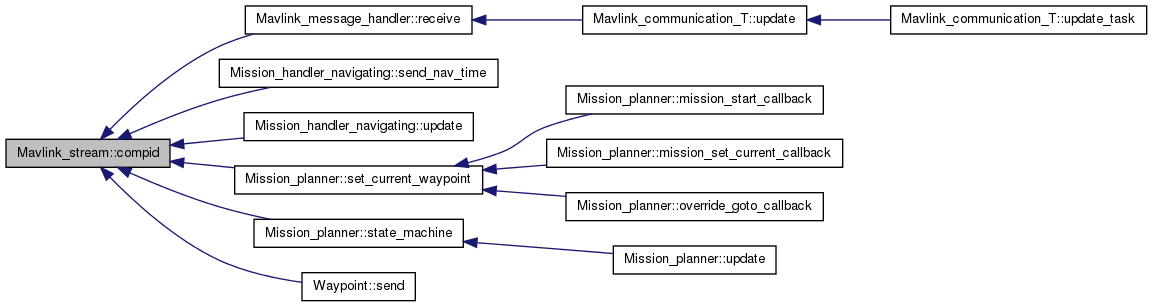 Mavlink_message_handler::receive
Mavlink_communication_T::update
Mavlink_communication_T::update_task
Mission_handler_navigating::send_nav_time
Mission_planner::mission_start_callback
Mission_handler_navigating::update
Mavlink_stream::compid
Mission_planner::mission_set_current_callback
Mission_planner::set_current_waypoint
Mission_planner::override_goto_callback
Mission_planner::state_machine
Mission_planner::update
Waypoint::send